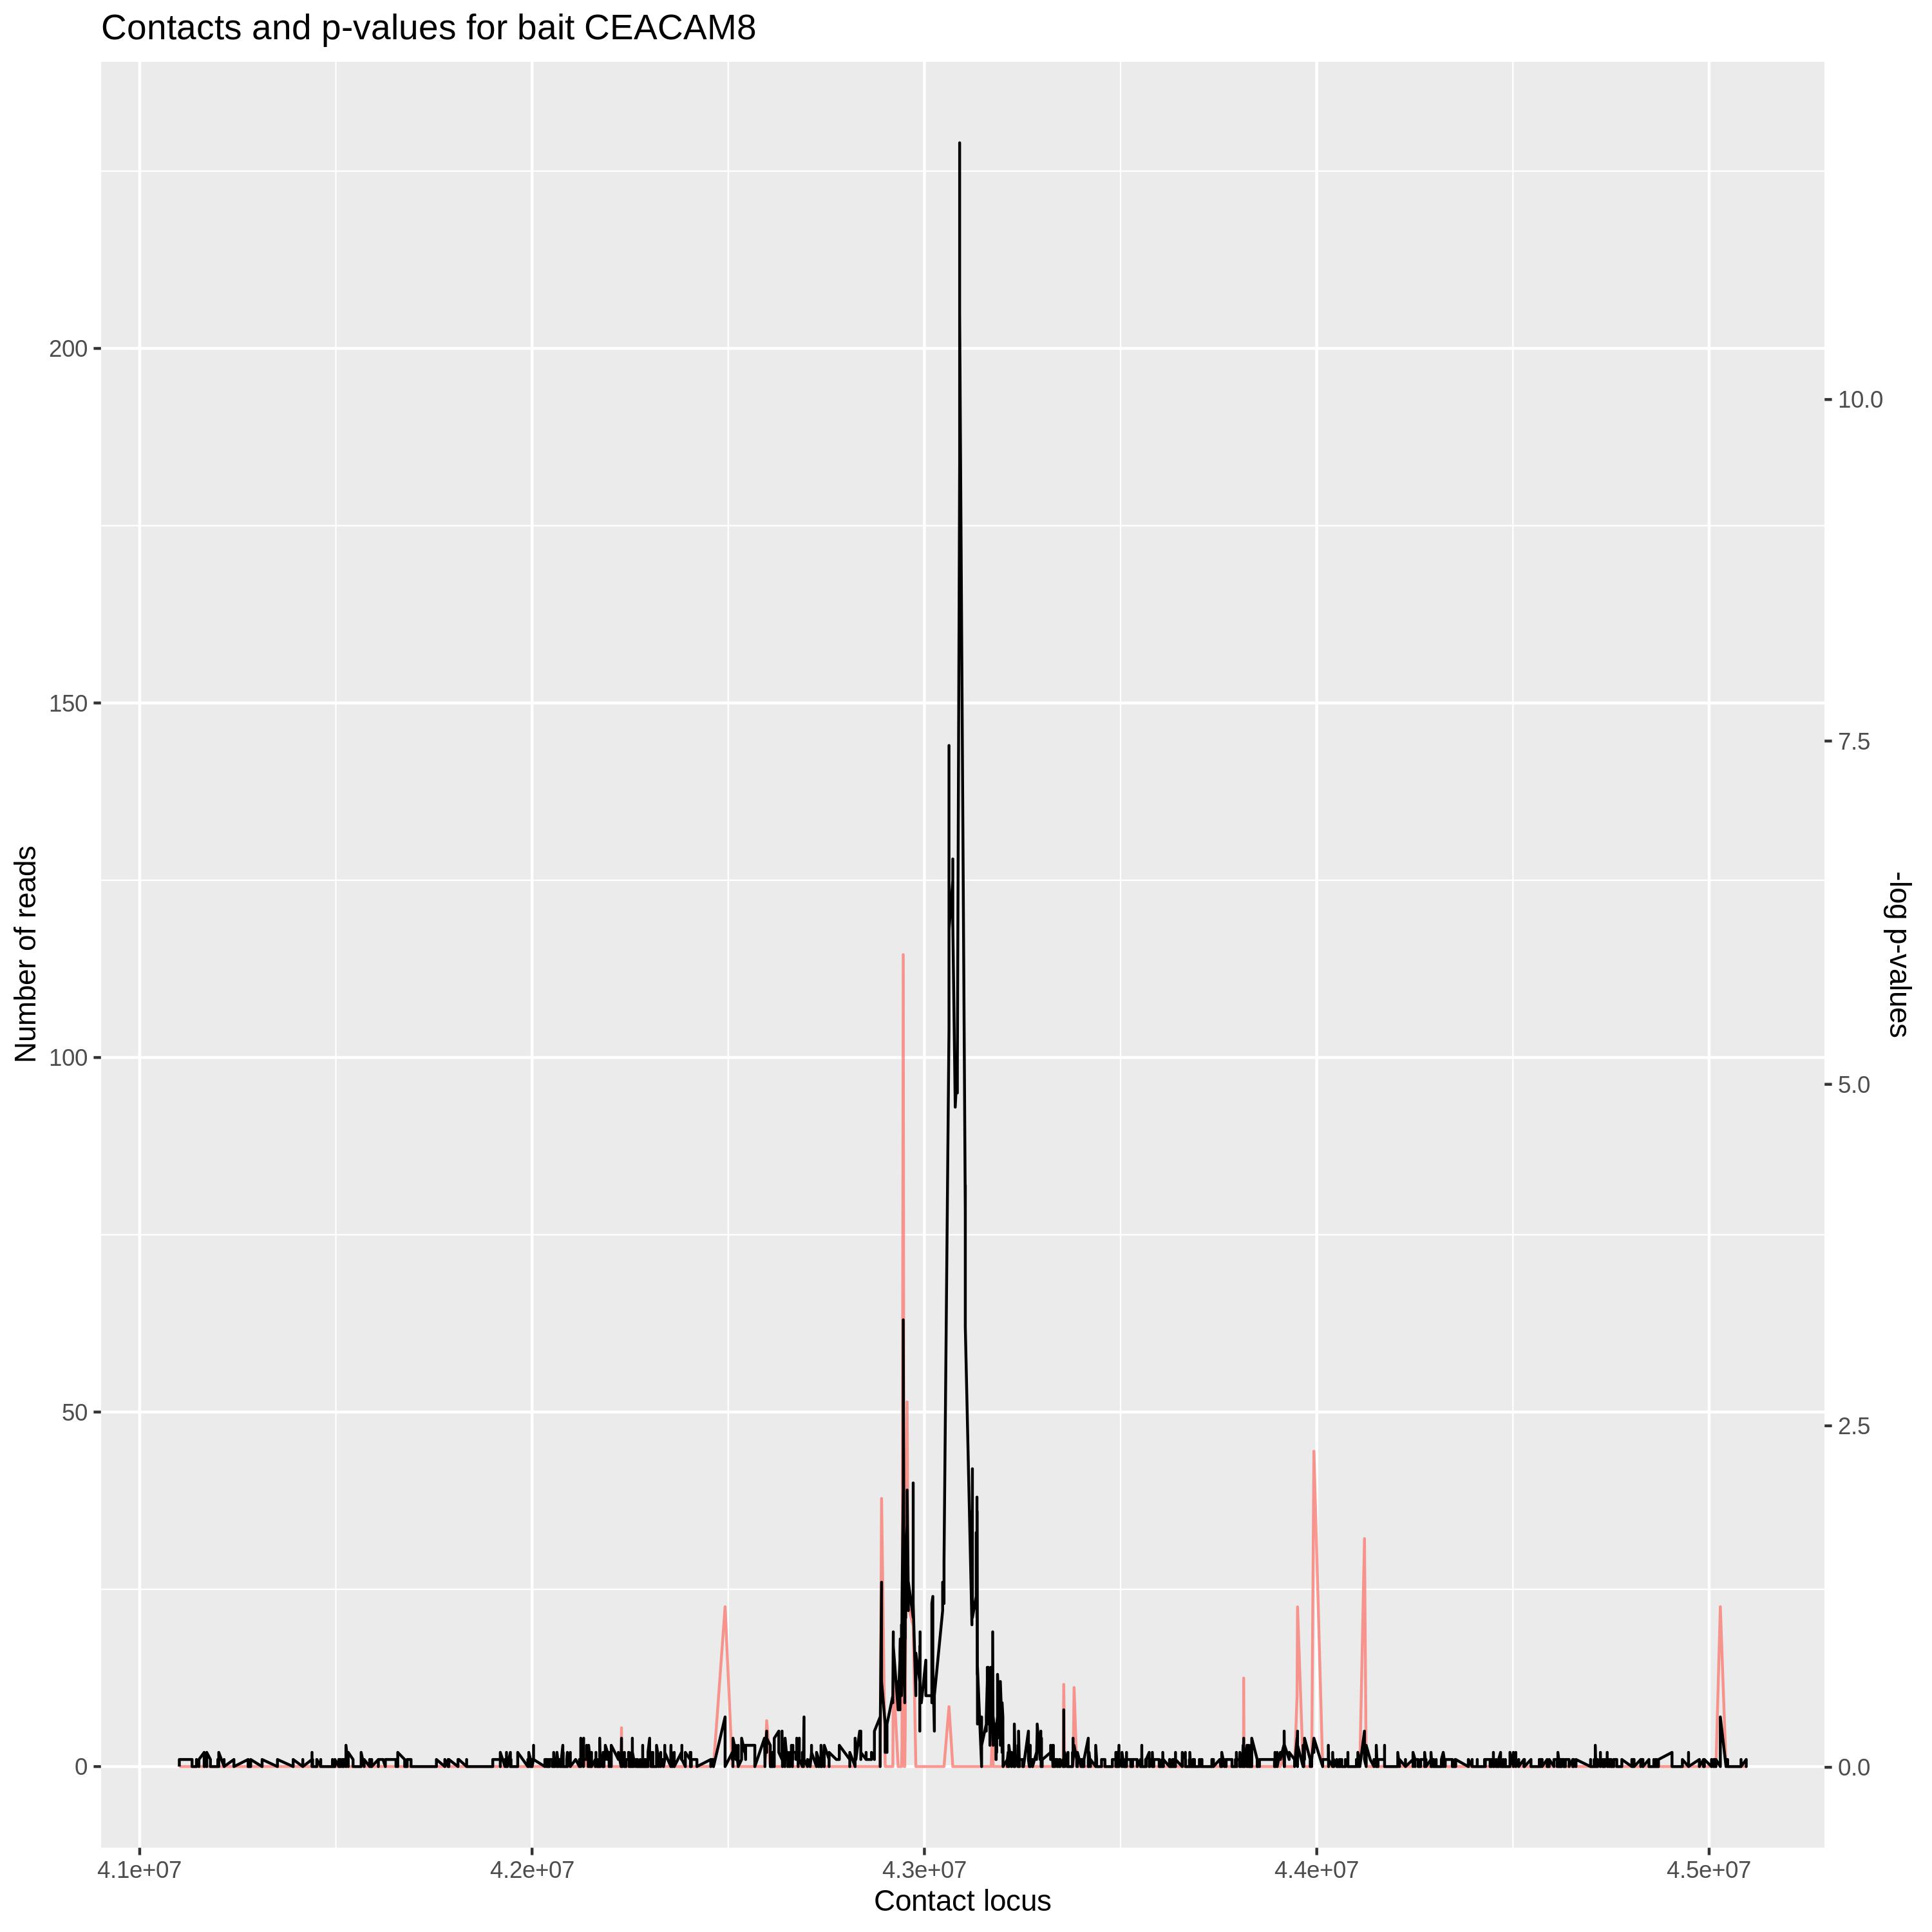 Contacts and p-values for bait CEACAM8
200
150
100
50
0
Number of reads
10.0
7.5
5.0
2.5
0.0
-log p-values
4.1e+07
4.2e+07
4.3e+07
4.4e+07
4.5e+07
Contact locus